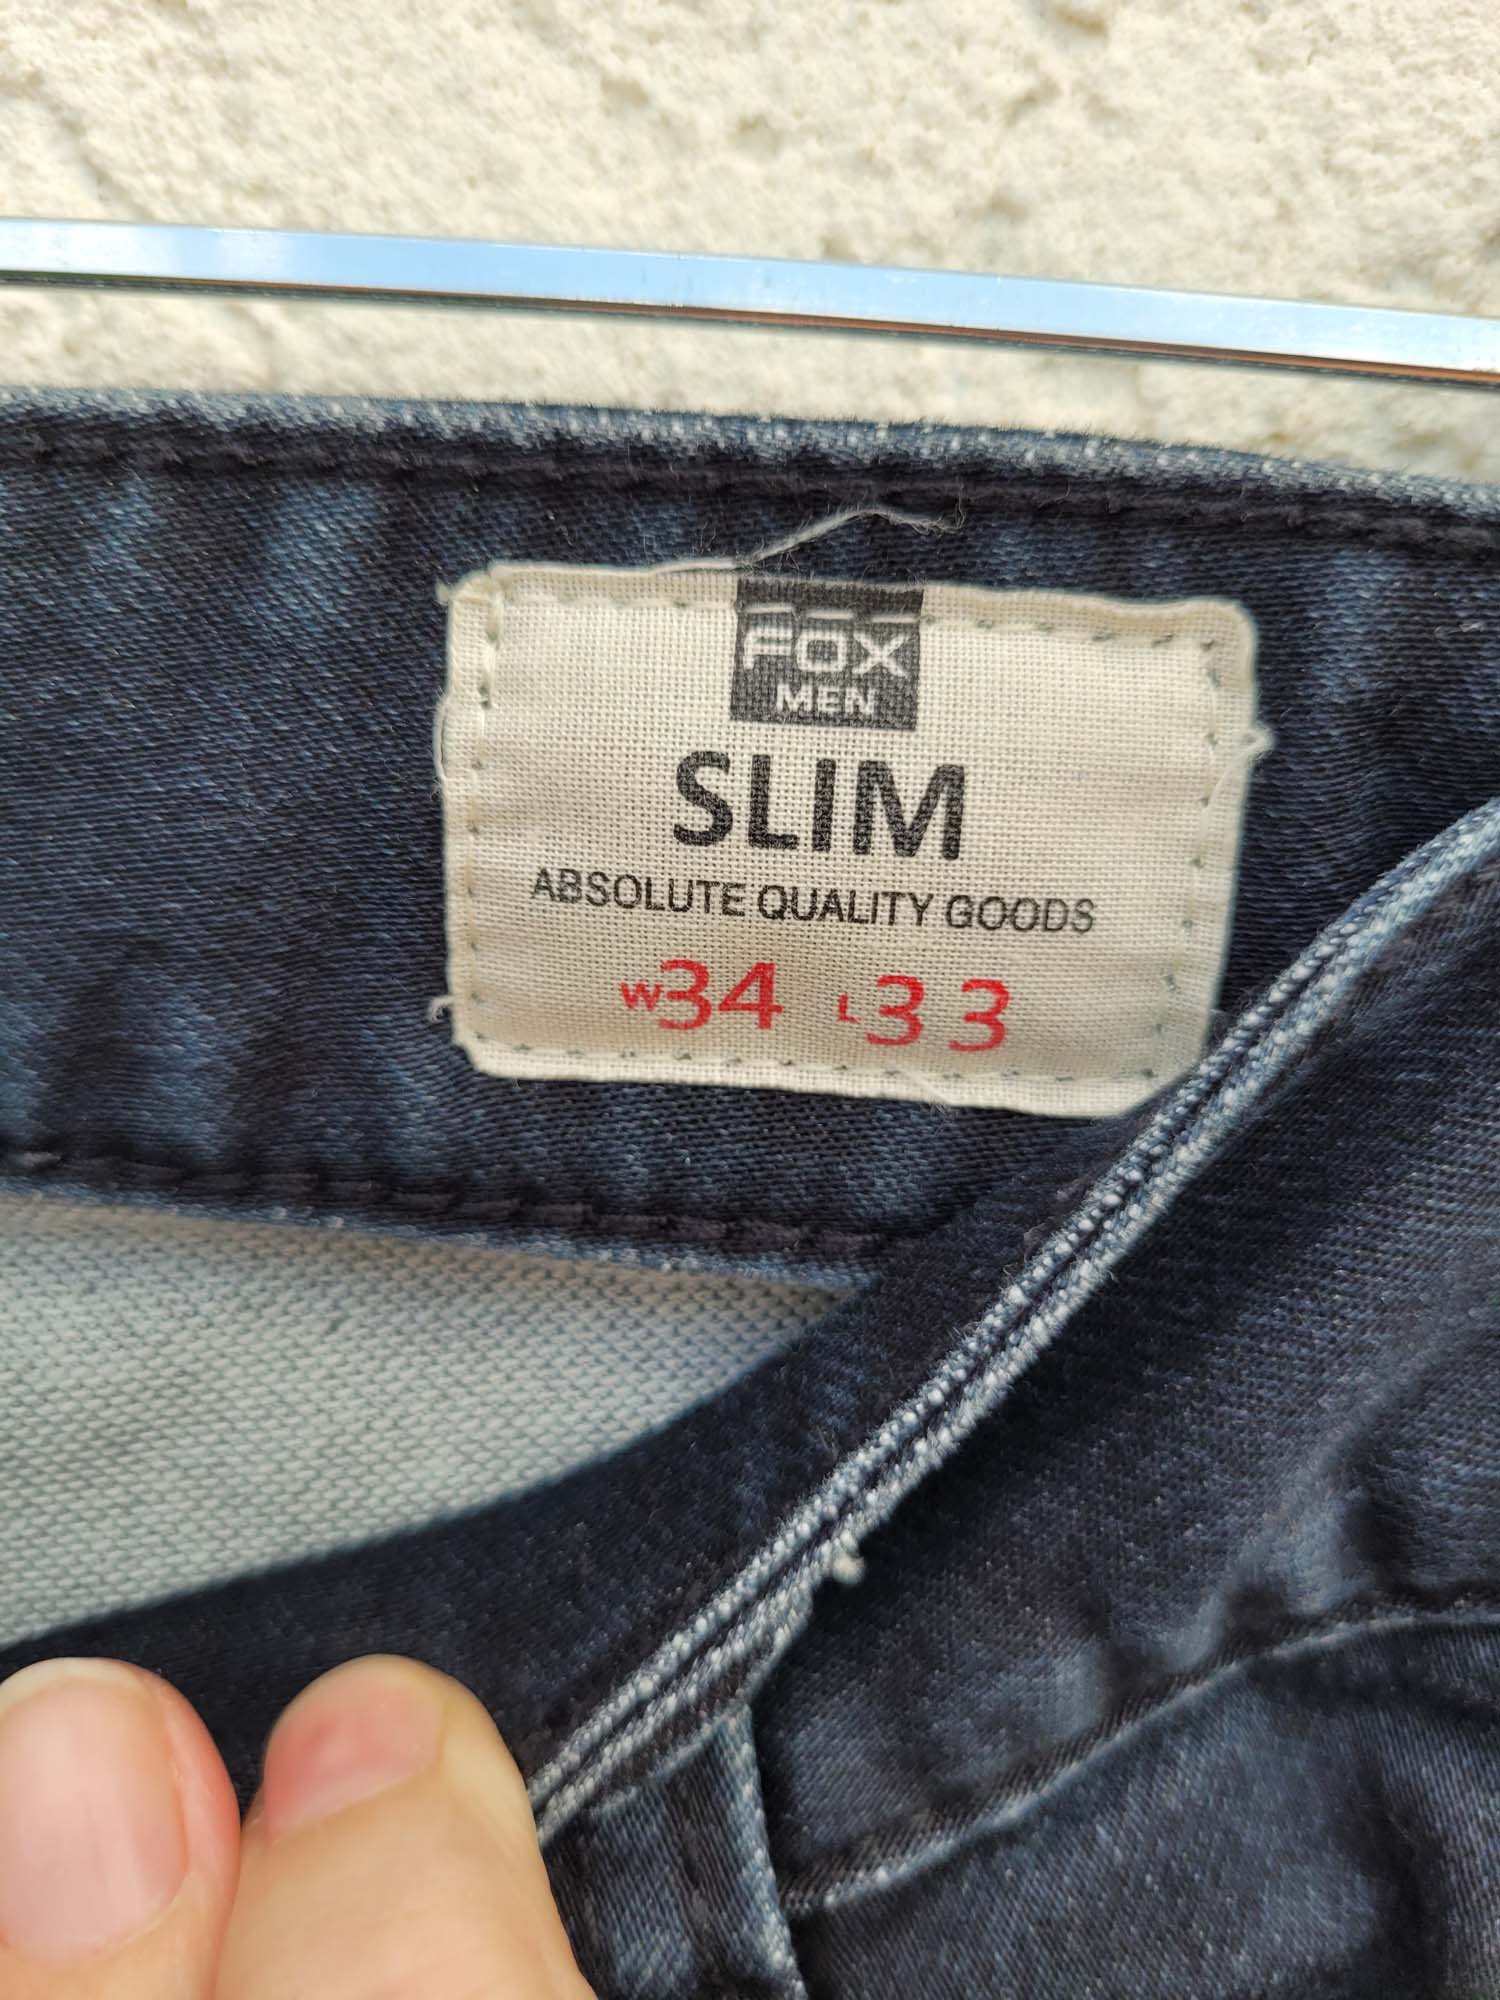 FOX
MEN
SLIM
ABSOLUTE QUALITY GOODS
W34 L33